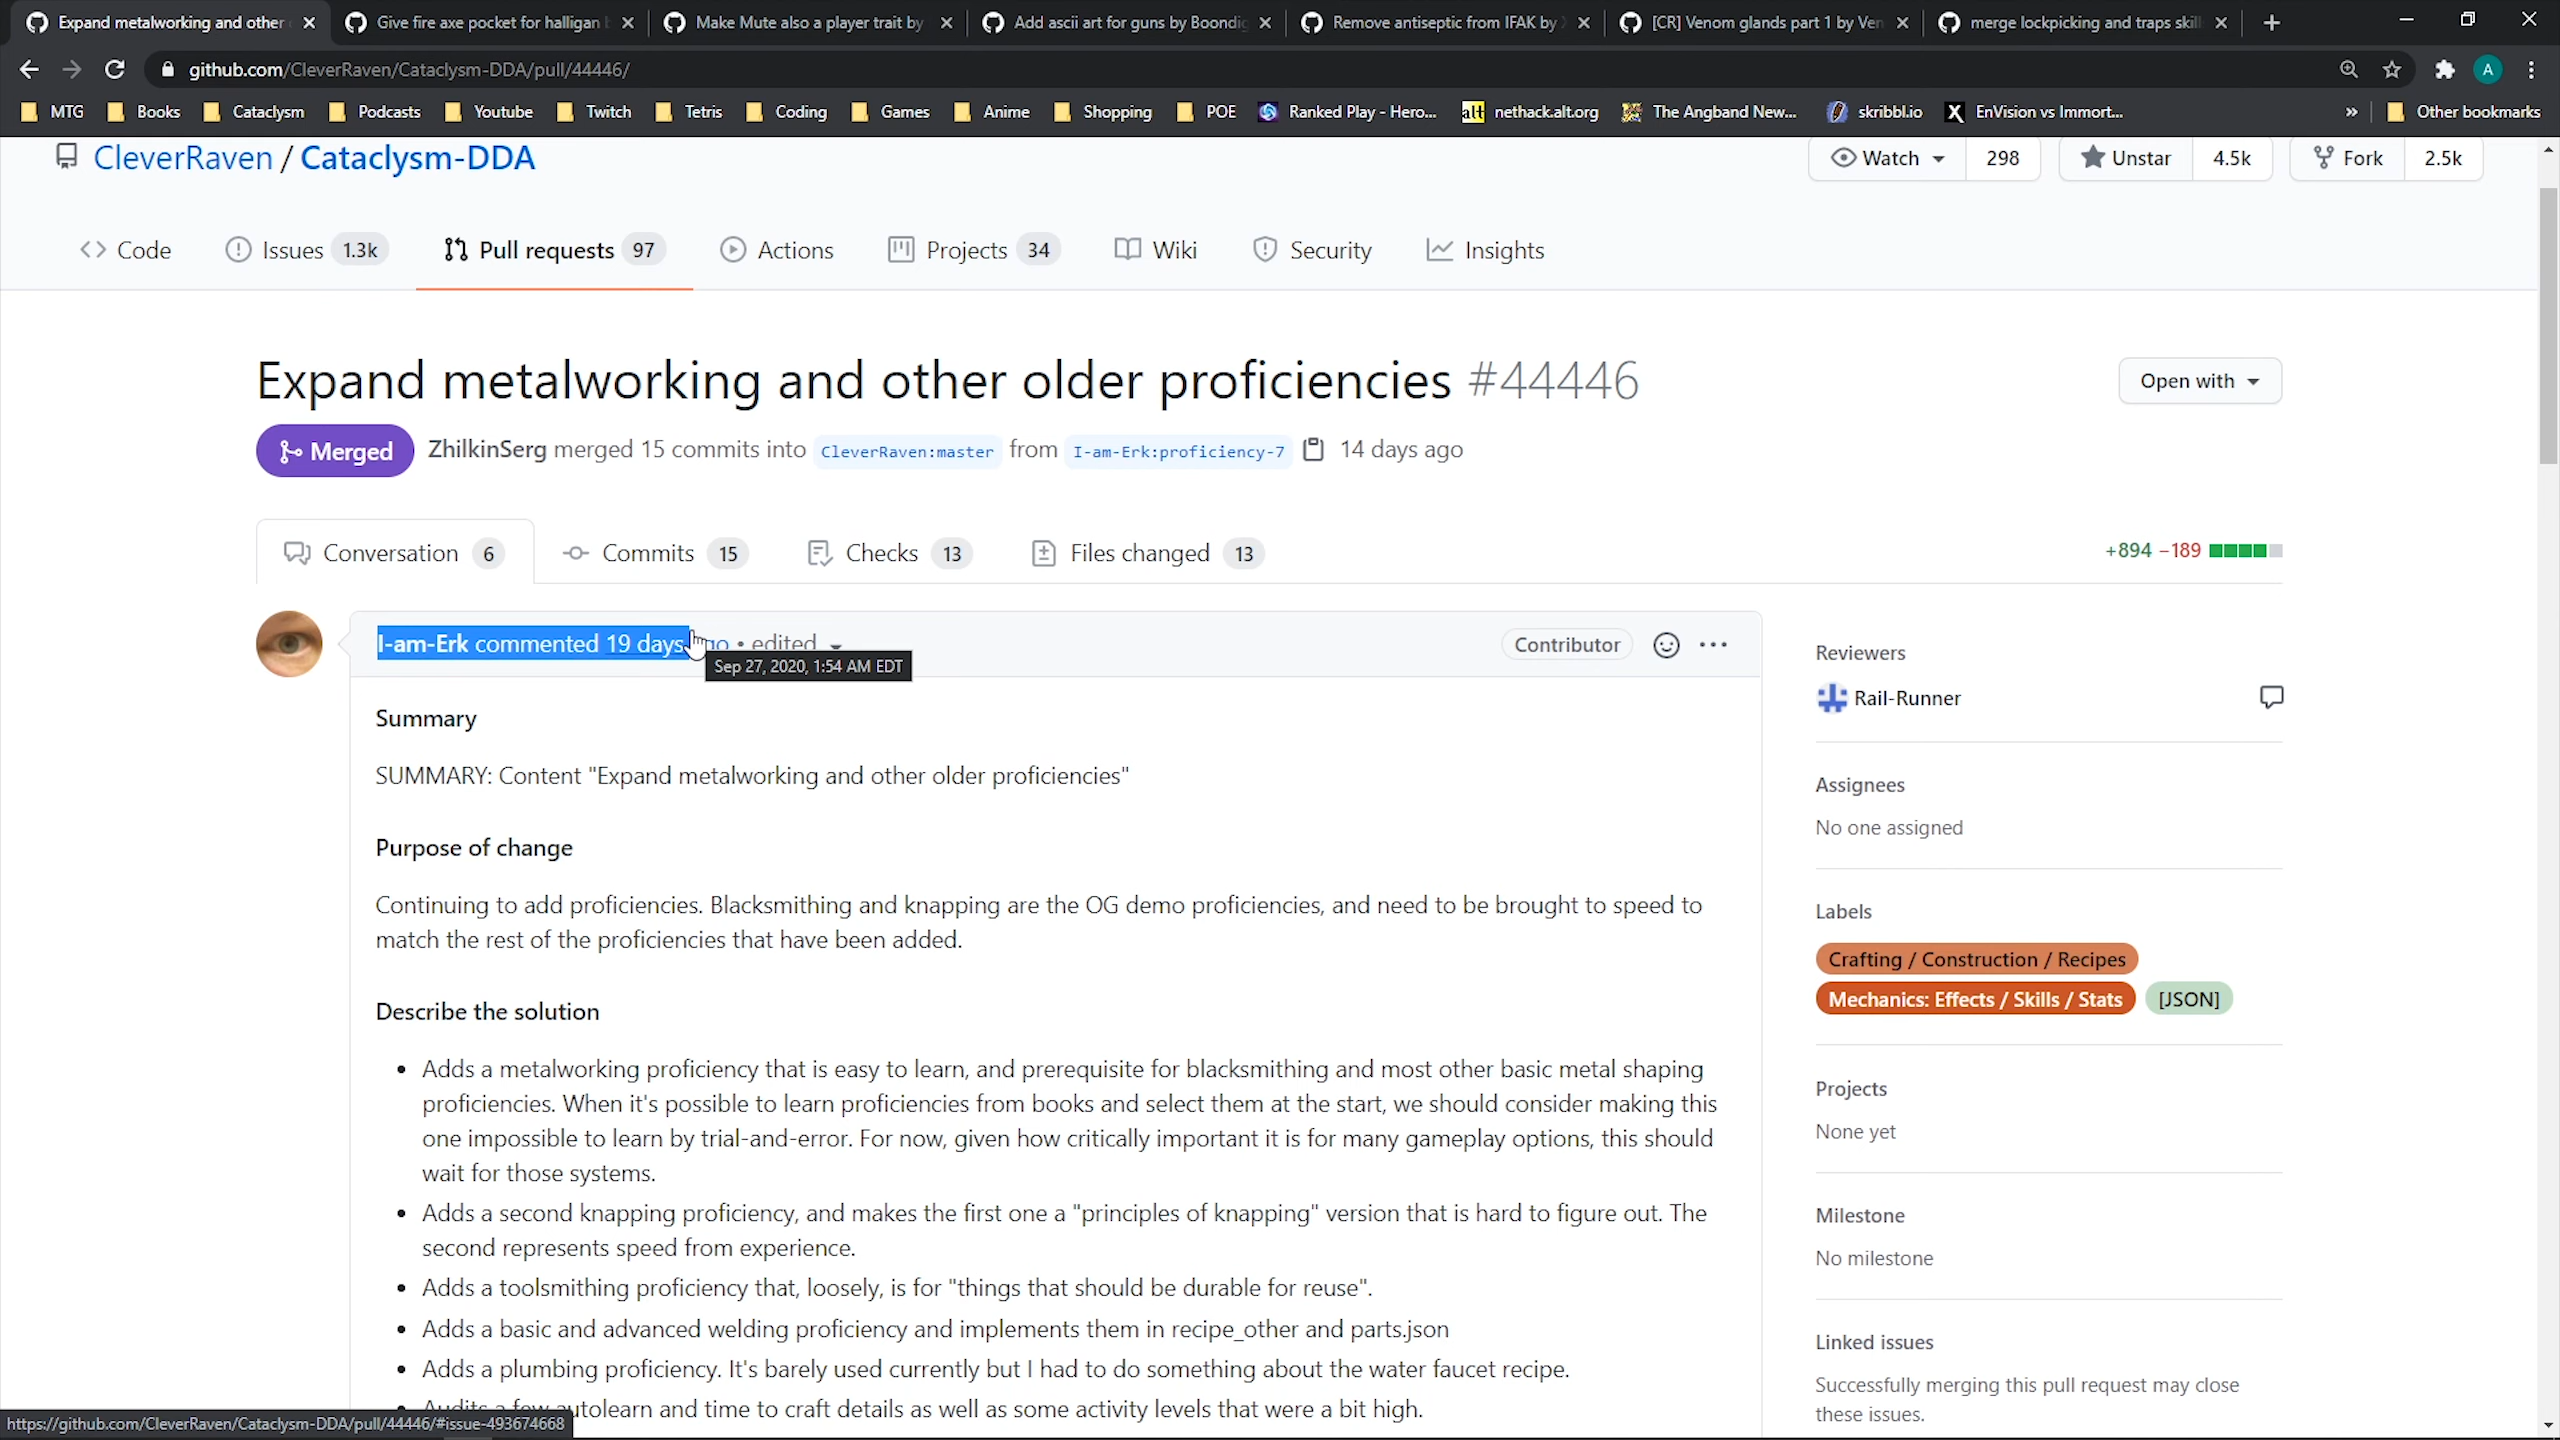 Expand metalworking and other
Give fire axe pocket for halligan
Make Mute also a player trait by
Add ascii art for guns by Boondig
Remove antiseptic from IFAK by
[CR] Venom glands part 1 by Ven
merge lockpicking and traps skil
github.com/CleverRaven/Cataclysm-DDA/pull/44446/
A
MTG
Books
Cataclysm
Podcasts
Youtube
Twitch
Tetris
Coding
Games
Anime
Shopping
POE
Ranked Play - Hero...
alt nethack.alt.org
The Angband New...
skribbl.io
X EnVision vs Immort...
»
Other bookmarks
CleverRaven / Cataclysm-DDA
Watch 298
Unstar 4.5k
Fork 2.5k
Code
Issues 1.3k
Pull requests 97
Actions
Projects 34
Wiki
Security
Insights
Expand metalworking and other older proficiencies #44446
Open with
Merged ZhilkinSerg merged 15 commits into CleverRaven:master from I-am-Erk:proficiency-7 14 days ago
Conversation 6
Commits 15
Checks 13
Files changed 13
+894 −189
I-am-Erk commented 19 days go • edited
Contributor
Sep 27, 2020, 1:54 AM EDT
Summary
SUMMARY: Content "Expand metalworking and other older proficiencies"
Purpose of change
Continuing to add proficiencies. Blacksmithing and knapping are the OG demo proficiencies, and need to be brought to speed to
match the rest of the proficiencies that have been added.
Describe the solution
• Adds a metalworking proficiency that is easy to learn, and prerequisite for blacksmithing and most other basic metal shaping
proficiencies. When it's possible to learn proficiencies from books and select them at the start, we should consider making this
one impossible to learn by trial-and-error. For now, given how critically important it is for many gameplay options, this should
wait for those systems.
• Adds a second knapping proficiency, and makes the first one a "principles of knapping" version that is hard to figure out. The
second represents speed from experience.
• Adds a toolsmithing proficiency that, loosely, is for "things that should be durable for reuse".
• Adds a basic and advanced welding proficiency and implements them in recipe_other and parts.json
• Adds a plumbing proficiency. It's barely used currently but I had to do something about the water faucet recipe.
• Audits a few autolearn and time to craft details as well as some activity levels that were a bit high.
Reviewers
Rail-Runner
Assignees
No one assigned
Labels
Crafting / Construction / Recipes
Mechanics: Effects / Skills / Stats
[JSON]
Projects
None yet
Milestone
No milestone
Linked issues
Successfully merging this pull request may close
these issues.
https://github.com/CleverRaven/Cataclysm-DDA/pull/44446/#issue-493674668